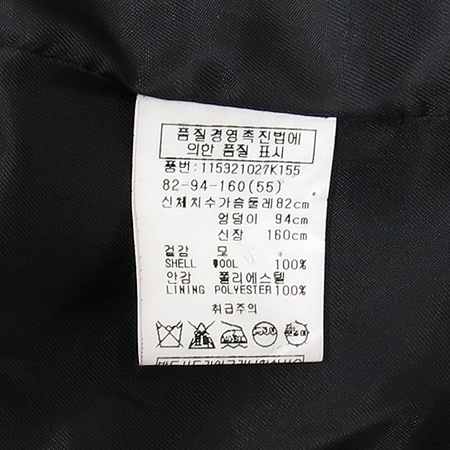 품질경영촉진법에
의한 품질 표시
품번:115321027K155
82-94-160(55)
신체치수가슴둘레82cm
엉덩이 94cm
신장 160cm
겉감 모
SHELL WOOL 100%
안감 폴리에스텔
LINING POLYESTER 100%
취급주의